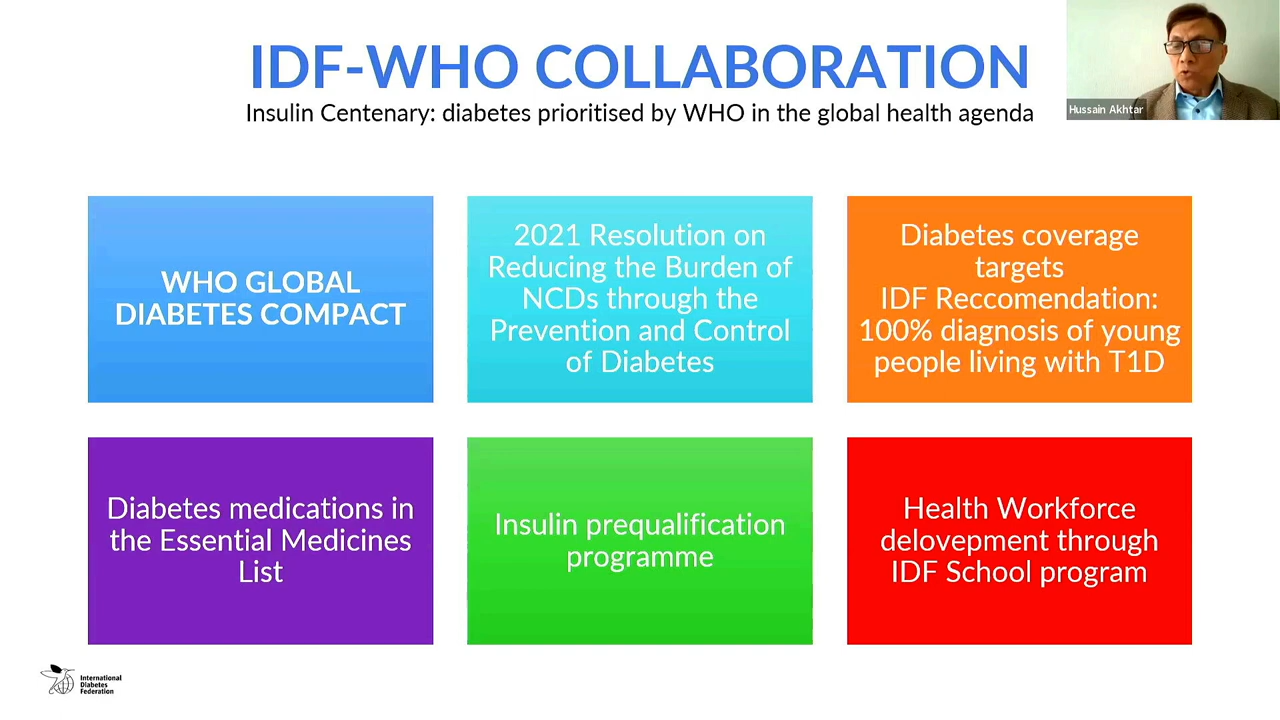 IDF-WHO COLLABORATION
Insulin Centenary: diabetes prioritised by WHO in the global health agenda
Hussain Akhtar
WHO GLOBAL
DIABETES COMPACT
2021 Resolution on
Reducing the Burden of
NCDs through the
Prevention and Control
of Diabetes
Diabetes coverage
targets
IDF Reccomendation:
100% diagnosis of young
people living with T1D
Diabetes medications in
the Essential Medicines
List
Insulin prequalification
programme
Health Workforce
delovepment through
IDF School program
International
Diabetes
Federation